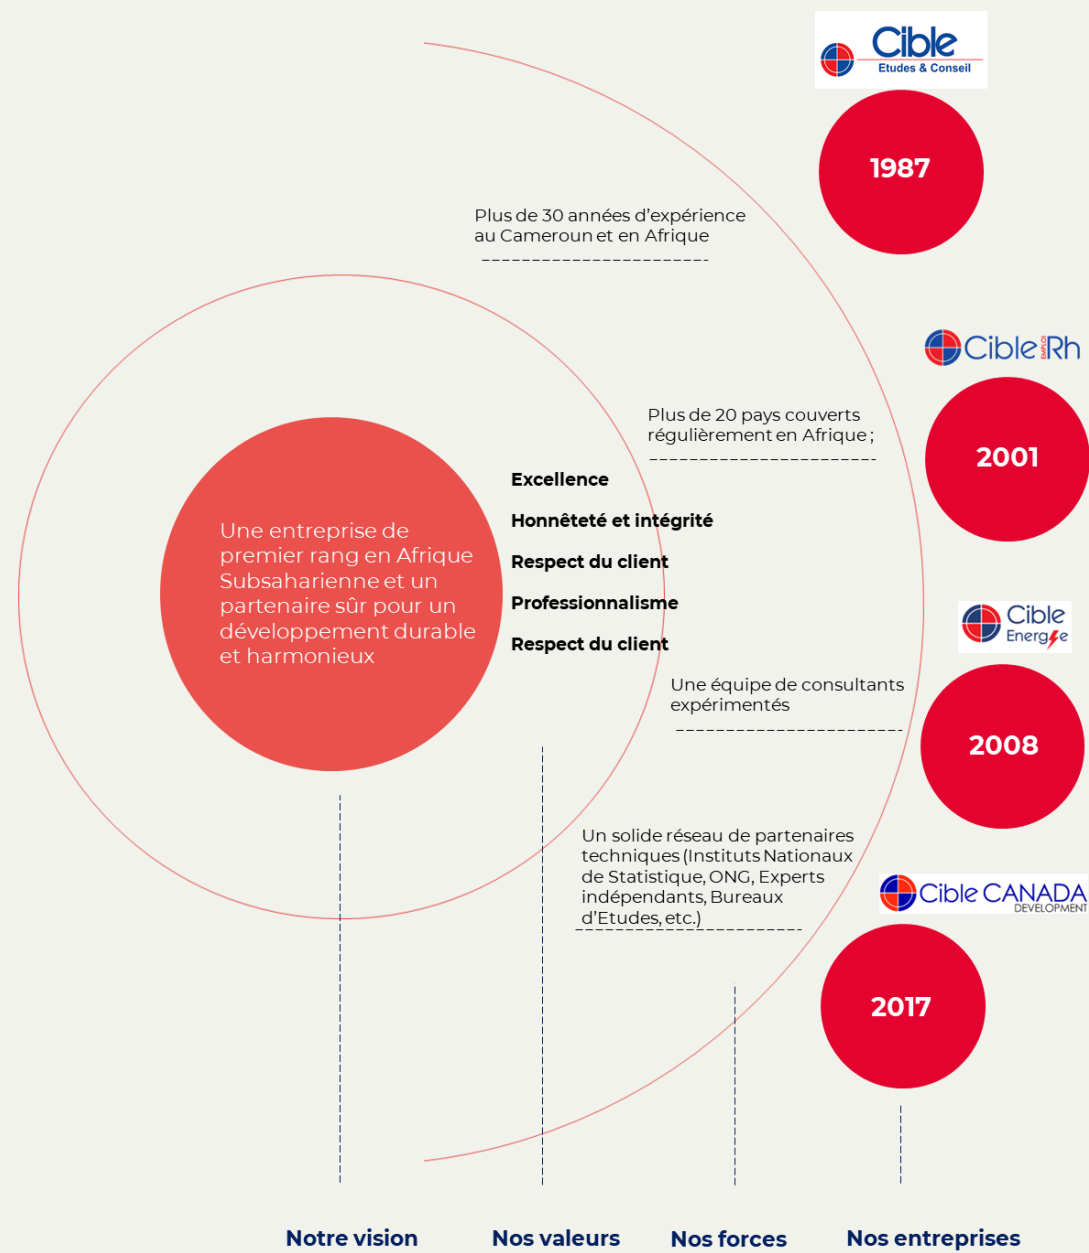 Cible
Etudes & Conseil
1987
Plus de 30 années d’expérience
au Cameroun et en Afrique
Cible EMPLOI Rh
2001
Plus de 20 pays couverts
régulièrement en Afrique ;
Excellence
Honnêteté et intégrité
Respect du client
Professionnalisme
Respect du client
Une entreprise de
premier rang en Afrique
Subsaharienne et un
partenaire sûr pour un
développement durable
et harmonieux
Cible
Energie
2008
Une équipe de consultants
expérimentés
Un solide réseau de partenaires
techniques (Instituts Nationaux
de Statistique, ONG, Experts
indépendants, Bureaux
d’Etudes, etc.)
Cible CANADA
DEVELOPMENT
2017
Notre vision
Nos valeurs
Nos forces
Nos entreprises